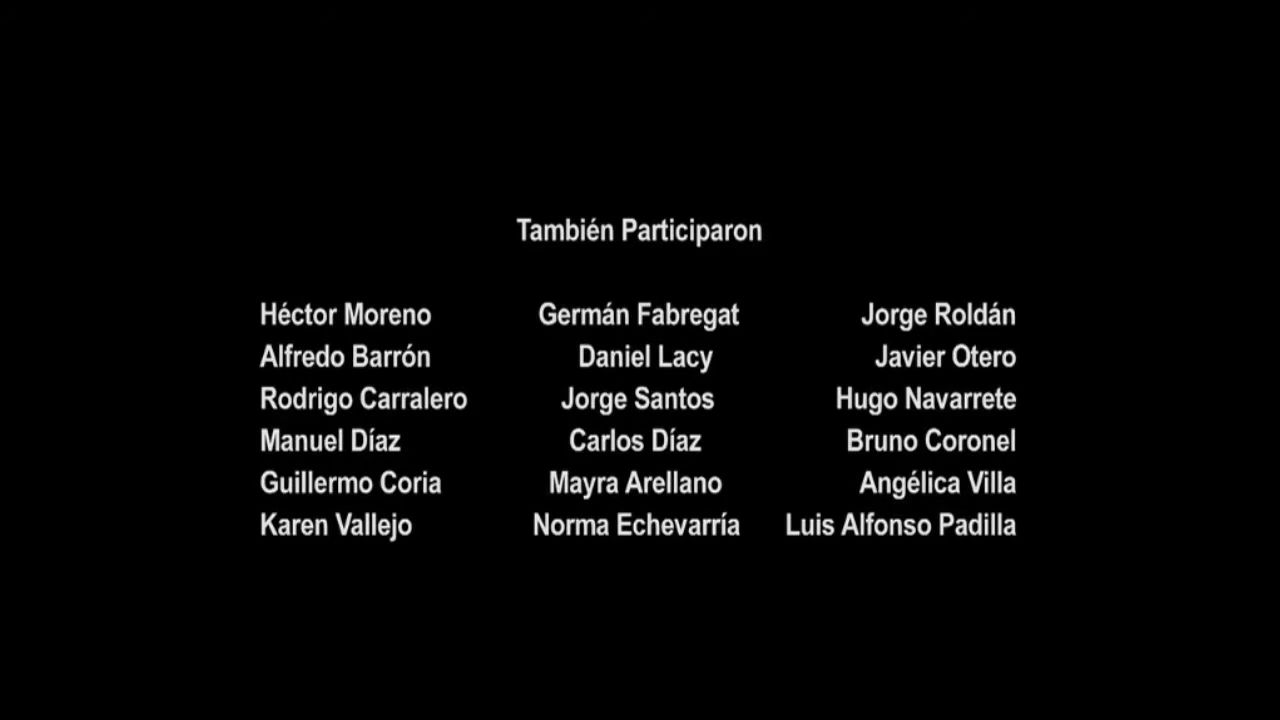 También Participaron
Héctor Moreno Germán Fabregat Jorge Roldán
Alfredo Barrón Daniel Lacy Javier Otero
Rodrigo Carralero Jorge Santos Hugo Navarrete
Manuel Díaz Carlos Díaz Bruno Coronel
Guillermo Coria Mayra Arellano Angélica Villa
Karen Vallejo Norma Echevarría Luis Alfonso Padilla